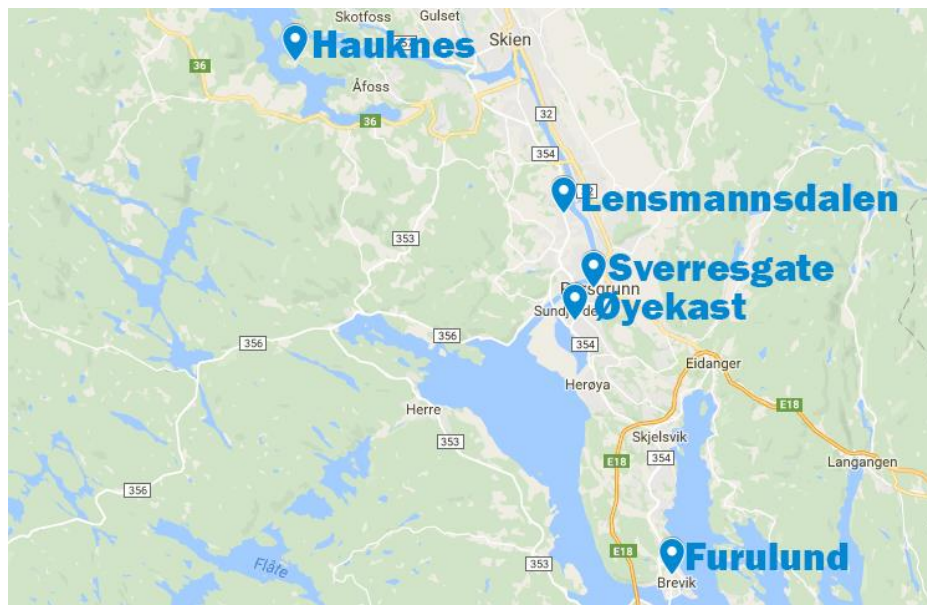 Skotfoss
Gulset
Hauknes
Skien
36
Åfoss
36
32
354
Lensmannsdalen
353
Sverresgate
Øyekast
356
356
354
Eidanger
Herøya
Herre
E18
353
Skjelsvik
E18
354
Langangen
356
Flåte
E18
353
Furulund
Brevik